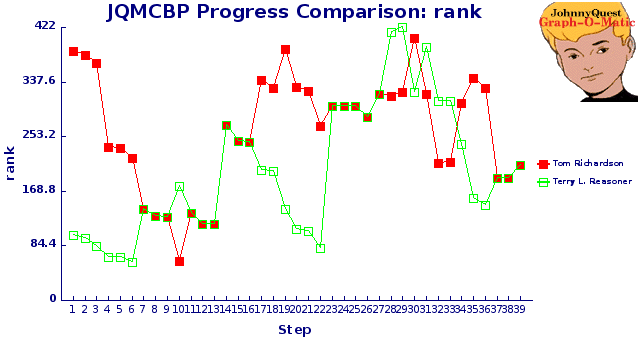 JQMCBP Progress Comparison: rank
JohnnyQuest
Graph-O-Matic
422
337.6
253.2
168.8
84.4
0
rank
1 2 3 4 5 6 7 8 9 10 11 12 13 14 15 16 17 18 19 20 21 22 23 24 25 26 27 28 29 30 31 32 33 34 35 36 37 38 39
Step
Tom Richardson
Terry L. Reasoner